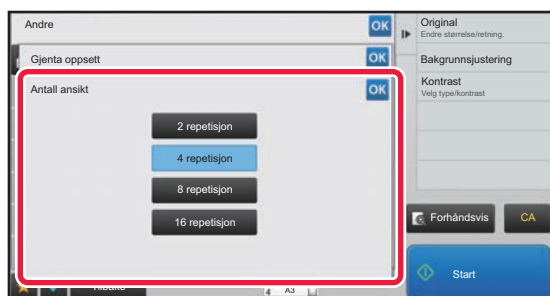 Andre
OK
Gjenta oppsett
OK
Antall ansikt
OK
2 repetisjon
4 repetisjon
8 repetisjon
16 repetisjon
Original
Endre størrelse/retning.
Bakgrunnsjustering
Kontrast
Velg type/kontrast
Forhåndsvis
CA
Start
4 A3